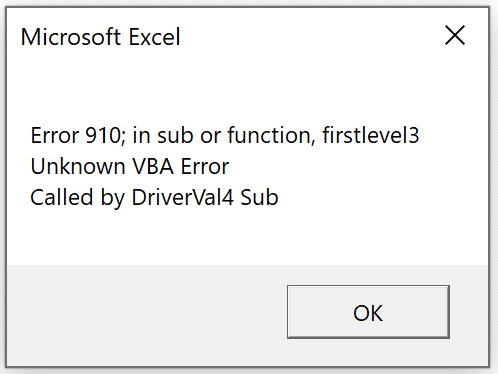 Microsoft Excel
Error 910; in sub or function, firstlevel3
Unknown VBA Error
Called by DriverVal4 Sub
OK